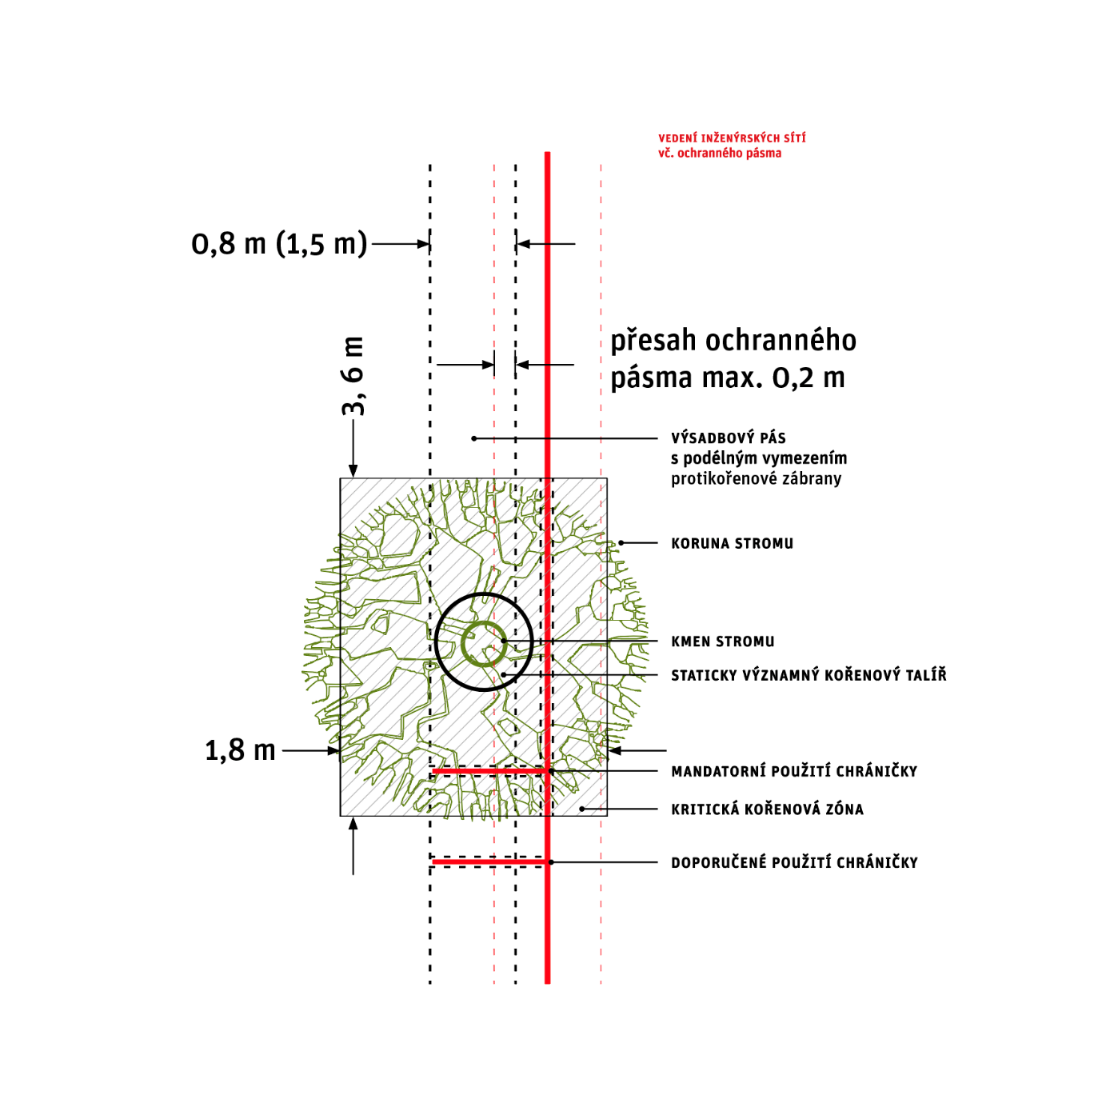 VEDENÍ INŽENÝRSKÝCH SÍTÍ
vč. ochranného pásma
0,8 m (1,5 m)
přesah ochranného
pásma max. 0,2 m
3, 6 m
VÝSADBOVÝ PÁS
s podélným vymezením
protikořenové zábrany
KORUNA STROMU
KMEN STROMU
STATICKY VÝZNAMNÝ KOŘENOVÝ TALÍŘ
1,8 m
MANDATORNÍ POUŽITÍ CHRÁNIČKY
KRITICKÁ KOŘENOVÁ ZÓNA
DOPORUČENÉ POUŽITÍ CHRÁNIČKY